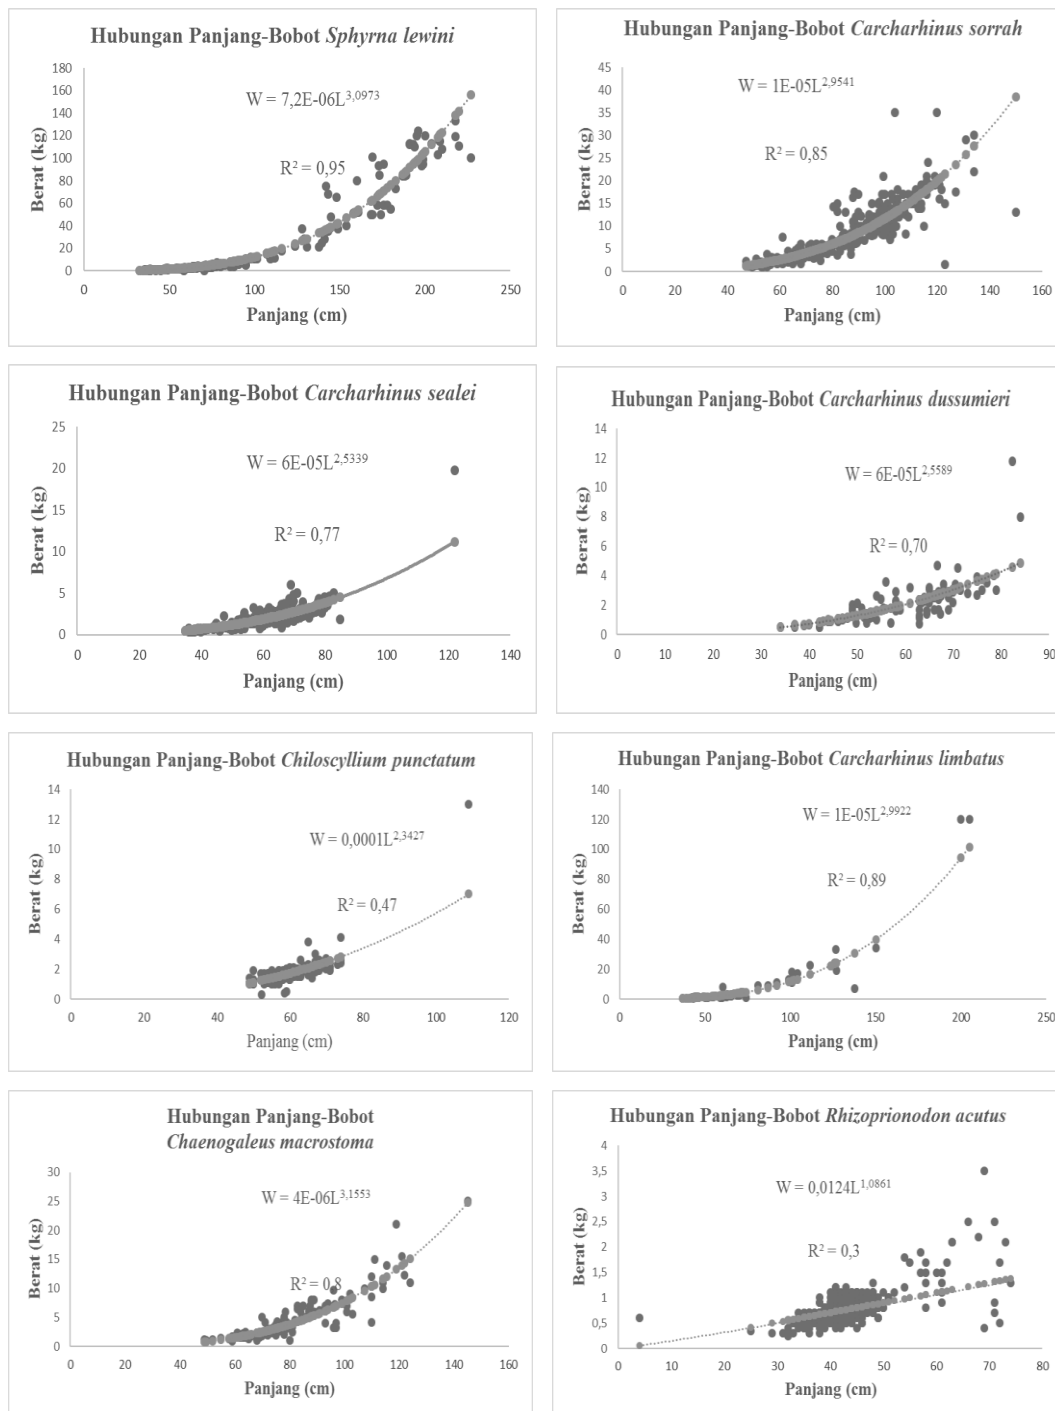 Hubungan Panjang-Bobot Sphyrna lewini
W = 7,2E-06L3,0973
R² = 0,95
Berat (kg)
180
160
140
120
100
80
60
40
20
0
0 50 100 150 200 250
Panjang (cm)
Hubungan Panjang-Bobot Carcharhinus sorrah
W = 1E-05L2,9541
R² = 0,85
Berat (kg)
45
40
35
30
25
20
15
10
5
0
0 20 40 60 80 100 120 140 160
Panjang (cm)
Hubungan Panjang-Bobot Carcharhinus sealei
W = 6E-05L2,5339
R² = 0,77
Berat (kg)
25
20
15
10
5
0
0 20 40 60 80 100 120 140
Panjang (cm)
Hubungan Panjang-Bobot Carcharhinus dussumieri
W = 6E-05L2,5589
R² = 0,70
Berat (kg)
14
12
10
8
6
4
2
0
0 10 20 30 40 50 60 70 80 90
Panjang (cm)
Hubungan Panjang-Bobot Chiloscyllium punctatum
W = 0,0001L2,3427
R² = 0,47
Berat (kg)
14
12
10
8
6
4
2
0
0 20 40 60 80 100 120
Panjang (cm)
Hubungan Panjang-Bobot Carcharhinus limbatus
W = 1E-05L2,9922
R² = 0,89
Berat (kg)
140
120
100
80
60
40
20
0
0 50 100 150 200 250
Panjang (cm)
Hubungan Panjang-Bobot
Chaenogaleus macrostoma
W = 4E-06L3,1553
R² = 0,8
Berat (kg)
30
25
20
15
10
5
0
0 20 40 60 80 100 120 140 160
Panjang (cm)
Hubungan Panjang-Bobot Rhizoprionodon acutus
W = 0,0124L1,0861
R² = 0,3
Berat (kg)
4
3,5
3
2,5
2
1,5
1
0,5
0
0 10 20 30 40 50 60 70 80
Panjang (cm)